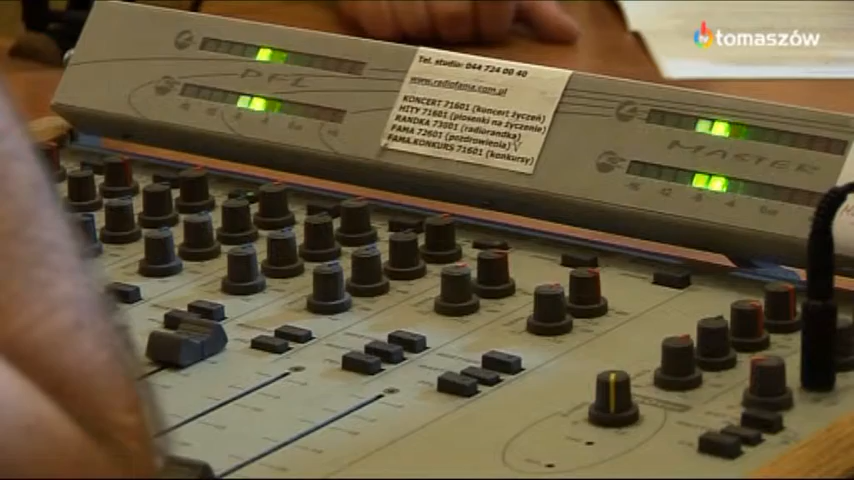 tv tomaszów
Tel. studio: 044 724 00 40
www.radiofama.com.pl
KONCERT 71601 (koncert życzeń)
HITY 71601 (piosenki na życzenie)
RANDKA 73001 (radiorandka)
FAMA 72601 (pozdrowienia)
FAMA.KONKURS 71601 (konkursy)
PFL
MASTER